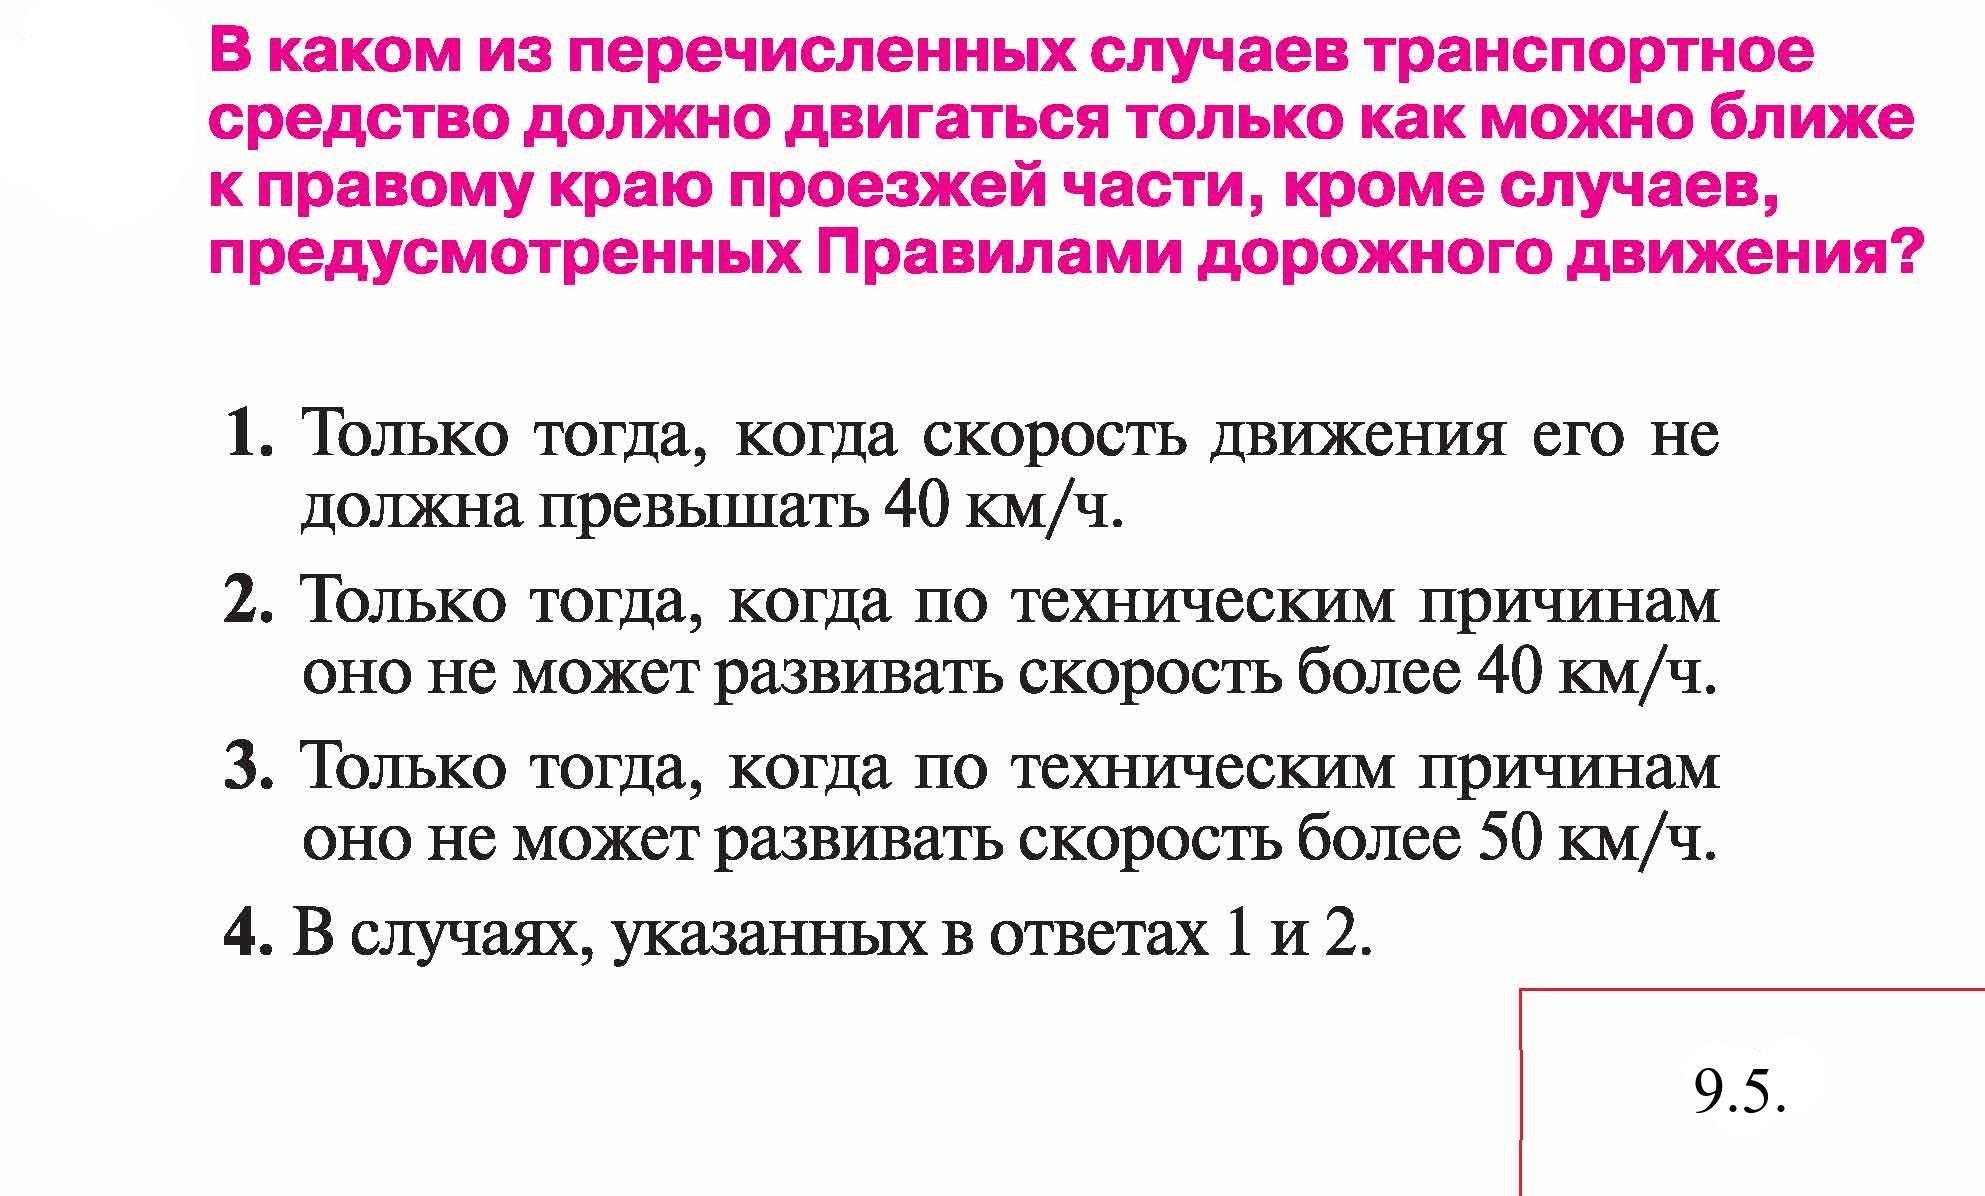 В каком из перечисленных случаев транспортное
средство должно двигаться только как можно ближе
к правому краю проезжей части, кроме случаев,
предусмотренных Правилами дорожного движения?
1. Только тогда, когда скорость движения его не
должна превышать 40 км/ч.
2. Только тогда, когда по техническим причинам
оно не может развивать скорость более 40 км/ч.
3. Только тогда, когда по техническим причинам
оно не может развивать скорость более 50 км/ч.
4. В случаях, указанных в ответах 1 и 2.
9.5.